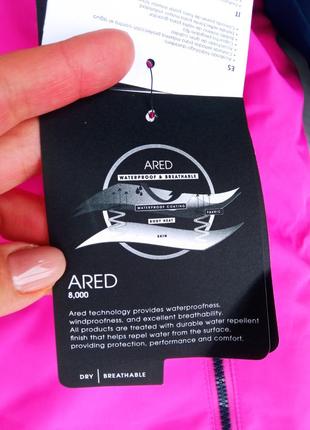 IT
ES
ARED
WATERPROOF & BREATHABLE
WATERPROOF COATING
FABRIC
BODY HEAT
SKIN
ARED
8,000
Ared technology provides waterproofness,
windproofness, and excellent breathability.
All products are treated with durable water repellent
finish that helps repel water from the surface,
providing protection, performance and comfort.
DRY | BREATHABLE